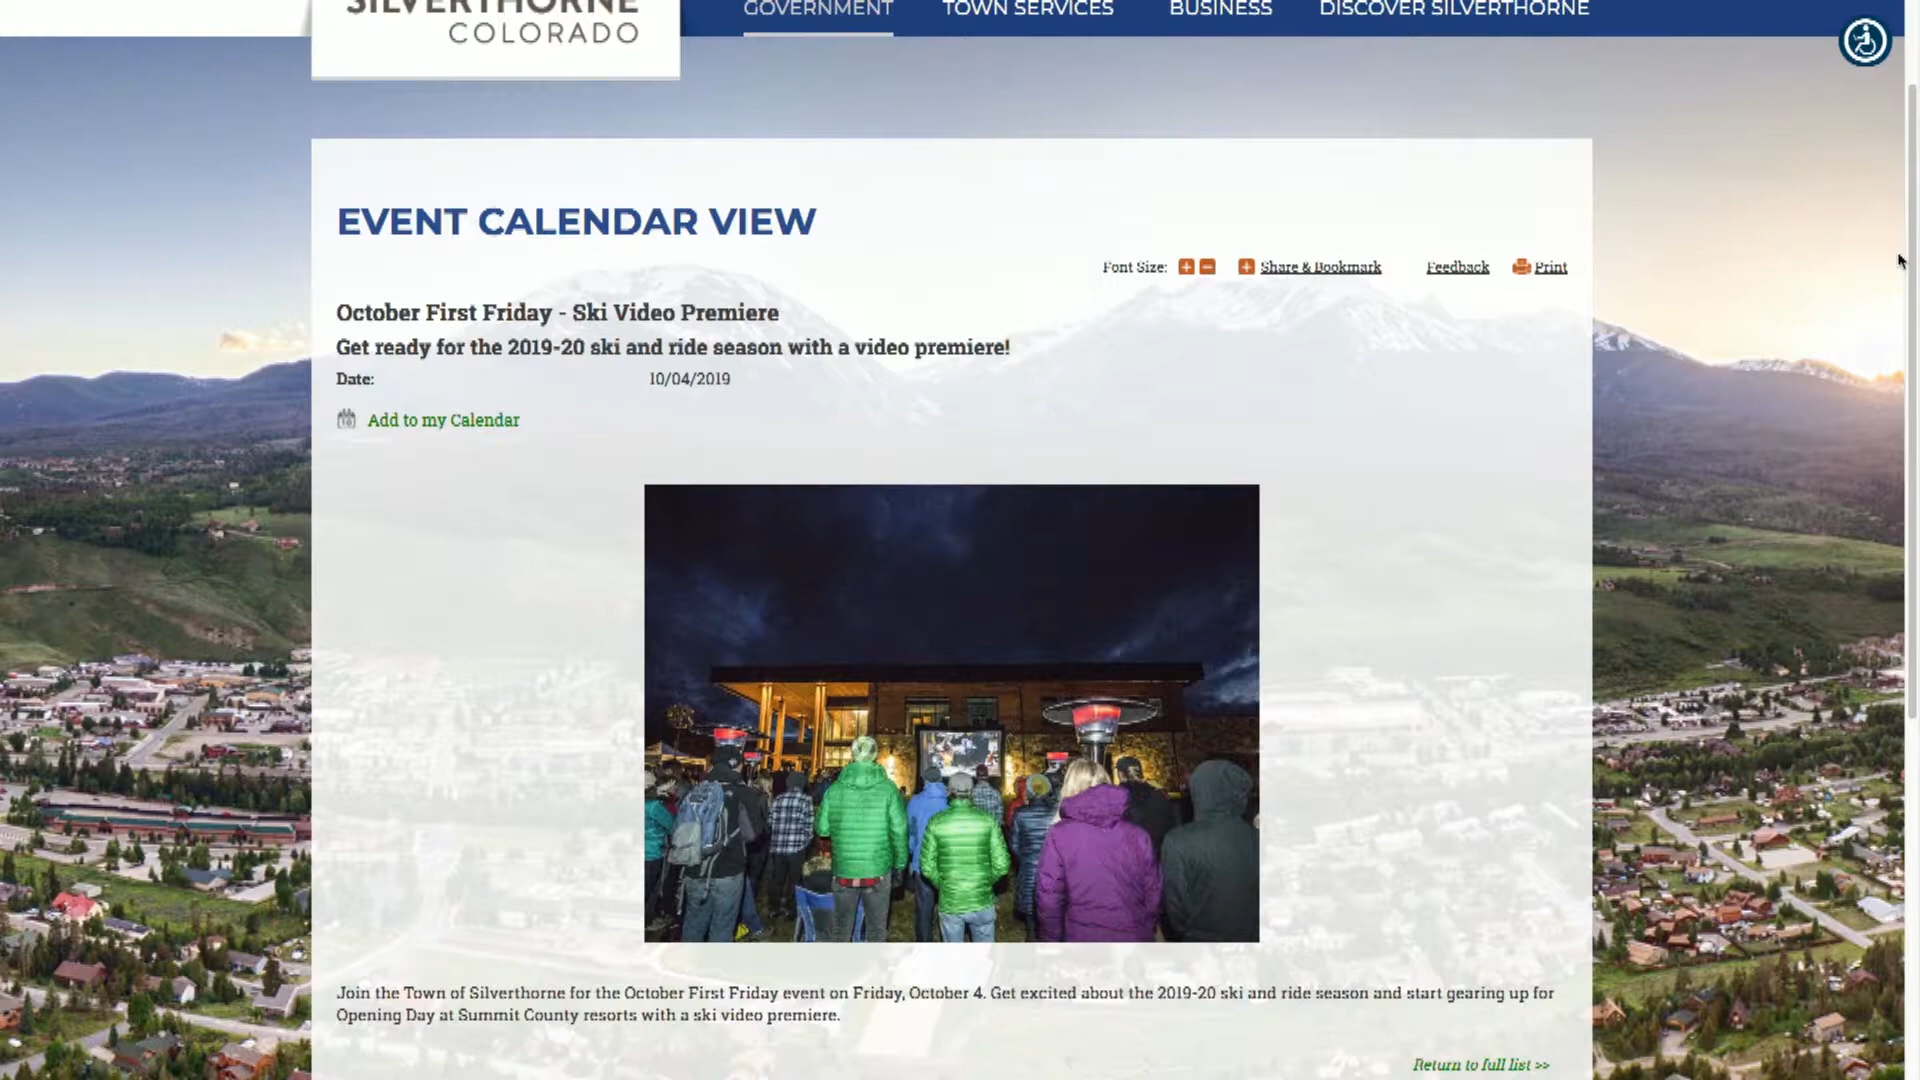 SILVERTHORNE
COLORADO
GOVERNMENT TOWN SERVICES BUSINESS DISCOVER SILVERTHORNE
EVENT CALENDAR VIEW
Font Size: Share & Bookmark Feedback Print
October First Friday - Ski Video Premiere
Get ready for the 2019-20 ski and ride season with a video premiere!
Date: 10/04/2019
Add to my Calendar
Join the Town of Silverthorne for the October First Friday event on Friday, October 4. Get excited about the 2019-20 ski and ride season and start gearing up for
Opening Day at Summit County resorts with a ski video premiere.
Return to full list >>